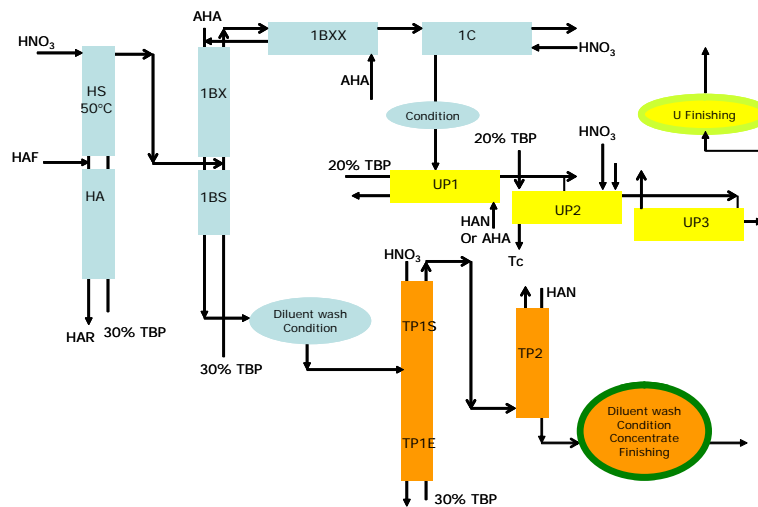 AHA
HNO3
1BXX
1C
HNO3
HS
50°C
1BX
AHA
Condition
U Finishing
HNO3
20% TBP
HAF
20% TBP
UP1
HA
1BS
UP2
HAN
Or AHA
UP3
Tc
HNO3
HAN
Diluent wash
Condition
TP1S
HAR
30% TBP
TP2
30% TBP
Diluent wash
Condition
Concentrate
Finishing
TP1E
30% TBP